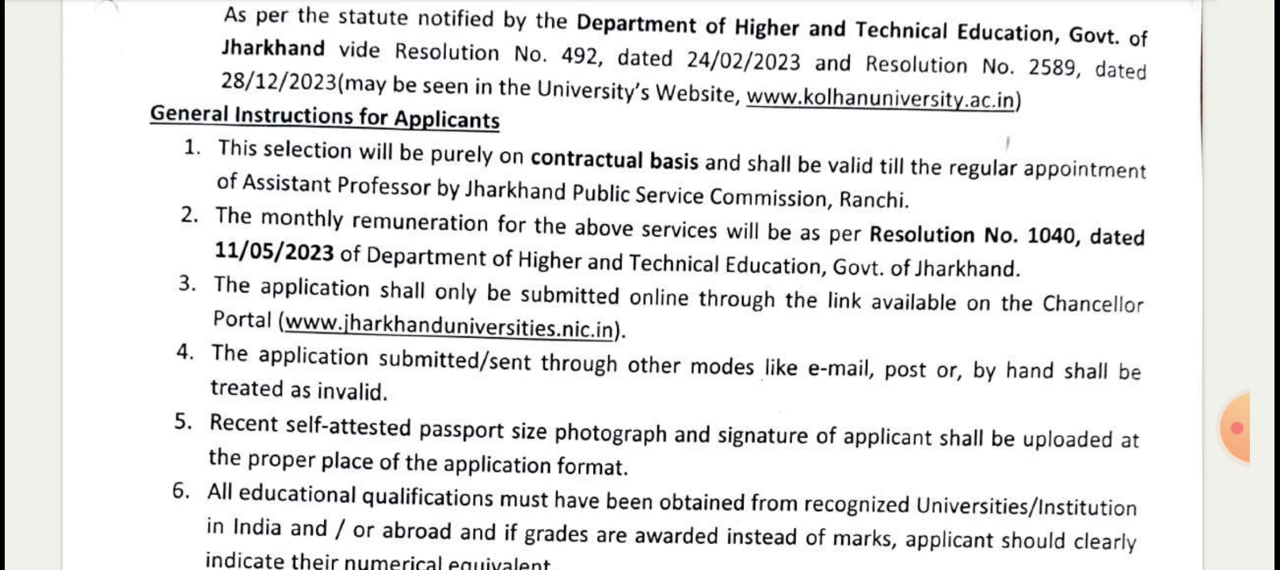 As per the statute notified by the Department of Higher and Technical Education, Govt. of
Jharkhand vide Resolution No. 492, dated 24/02/2023 and Resolution No. 2589, dated
28/12/2023(may be seen in the University's Website, www.kolhanuniversity.ac.in)
General Instructions for Applicants
1. This selection will be purely on contractual basis and shall be valid till the regular appointment
of Assistant Professor by Jharkhand Public Service Commission, Ranchi.
2. The monthly remuneration for the above services will be as per Resolution No. 1040, dated
11/05/2023 of Department of Higher and Technical Education, Govt. of Jharkhand.
3. The application shall only be submitted online through the link available on the Chancellor
Portal (www.jharkhanduniversities.nic.in).
4. The application submitted/sent through other modes like e-mail, post or, by hand shall be
treated as invalid.
5. Recent self-attested passport size photograph and signature of applicant shall be uploaded at
the proper place of the application format.
6. All educational qualifications must have been obtained from recognized Universities/Institution
in India and / or abroad and if grades are awarded instead of marks, applicant should clearly
indicate their numerical equivalent